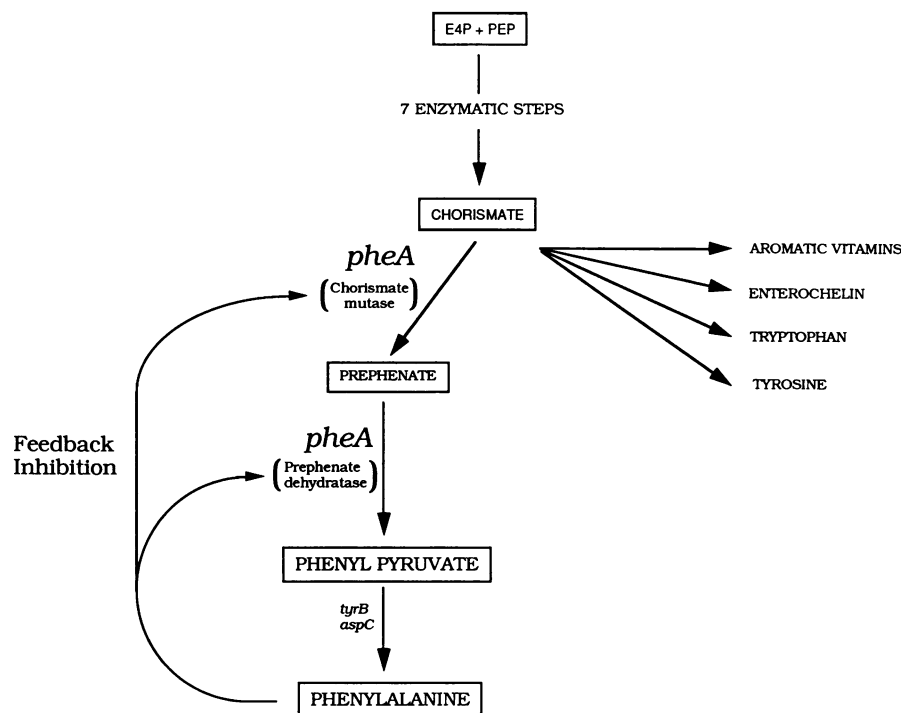 E4P + PEP
7 ENZYMATIC STEPS
CHORISMATE
pheA
(Chorismate
mutase)
AROMATIC VITAMINS
ENTEROCHELIN
TRYPTOPHAN
TYROSINE
PREPHENATE
Feedback
Inhibition
pheA
(Prephenate
dehydratase)
PHENYL PYRUVATE
tyrB
aspC
PHENYLALANINE